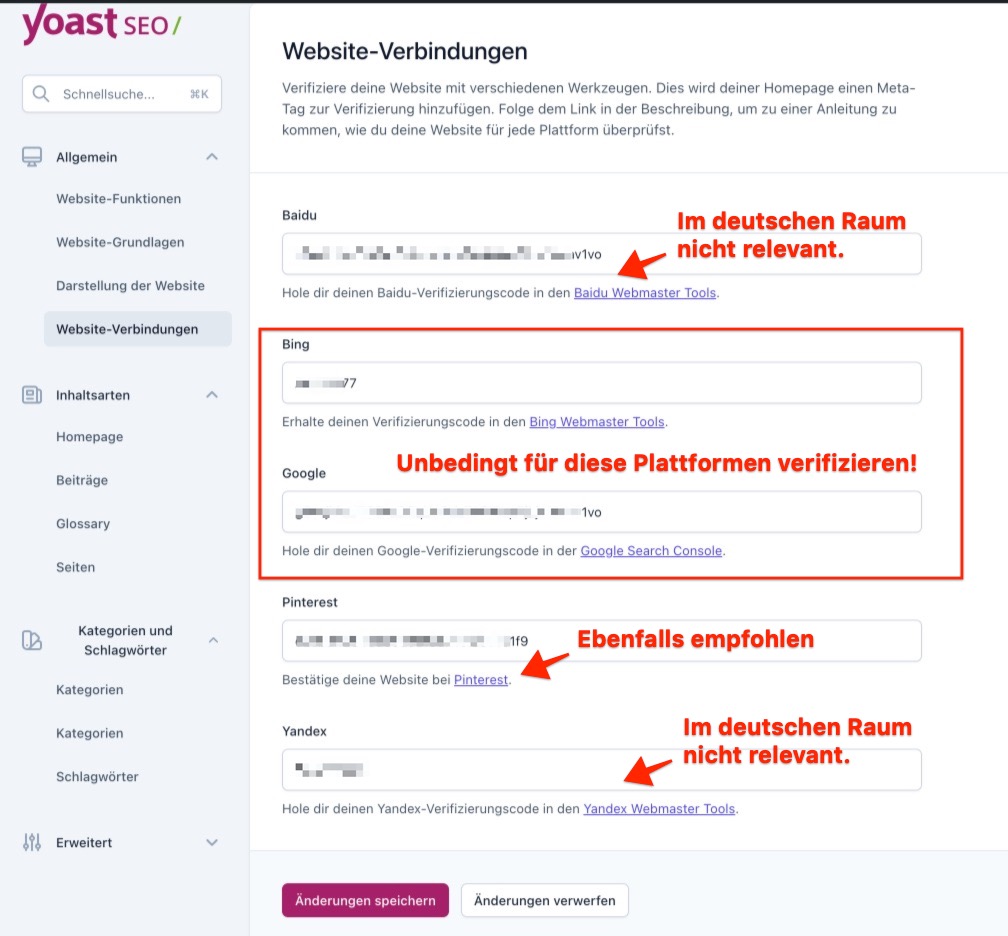 yoast SEO /
Schnellsuche... ⌘K
Allgemein
Website-Funktionen
Website-Grundlagen
Darstellung der Website
Website-Verbindungen
Inhaltsarten
Homepage
Beiträge
Glossary
Seiten
Kategorien und
Schlagwörter
Kategorien
Kategorien
Schlagwörter
Erweitert
Website-Verbindungen
Verifiziere deine Website mit verschiedenen Werkzeugen. Dies wird deiner Homepage einen Meta-
Tag zur Verifizierung hinzufügen. Folge dem Link in der Beschreibung, um zu einer Anleitung zu
kommen, wie du deine Website für jede Plattform überprüfst.
Baidu
Im deutschen Raum
nicht relevant.
v1vo
Hole dir deinen Baidu-Verifizierungscode in den Baidu Webmaster Tools.
Bing
77
Erhalte deinen Verifizierungscode in den Bing Webmaster Tools.
Unbedingt für diese Plattformen verifizieren!
Google
1vo
Hole dir deinen Google-Verifizierungscode in der Google Search Console.
Pinterest
1f9
Ebenfalls empfohlen
Bestätige deine Website bei Pinterest.
Yandex
Im deutschen Raum
nicht relevant.
Hole dir deinen Yandex-Verifizierungscode in den Yandex Webmaster Tools.
Änderungen speichern
Änderungen verwerfen